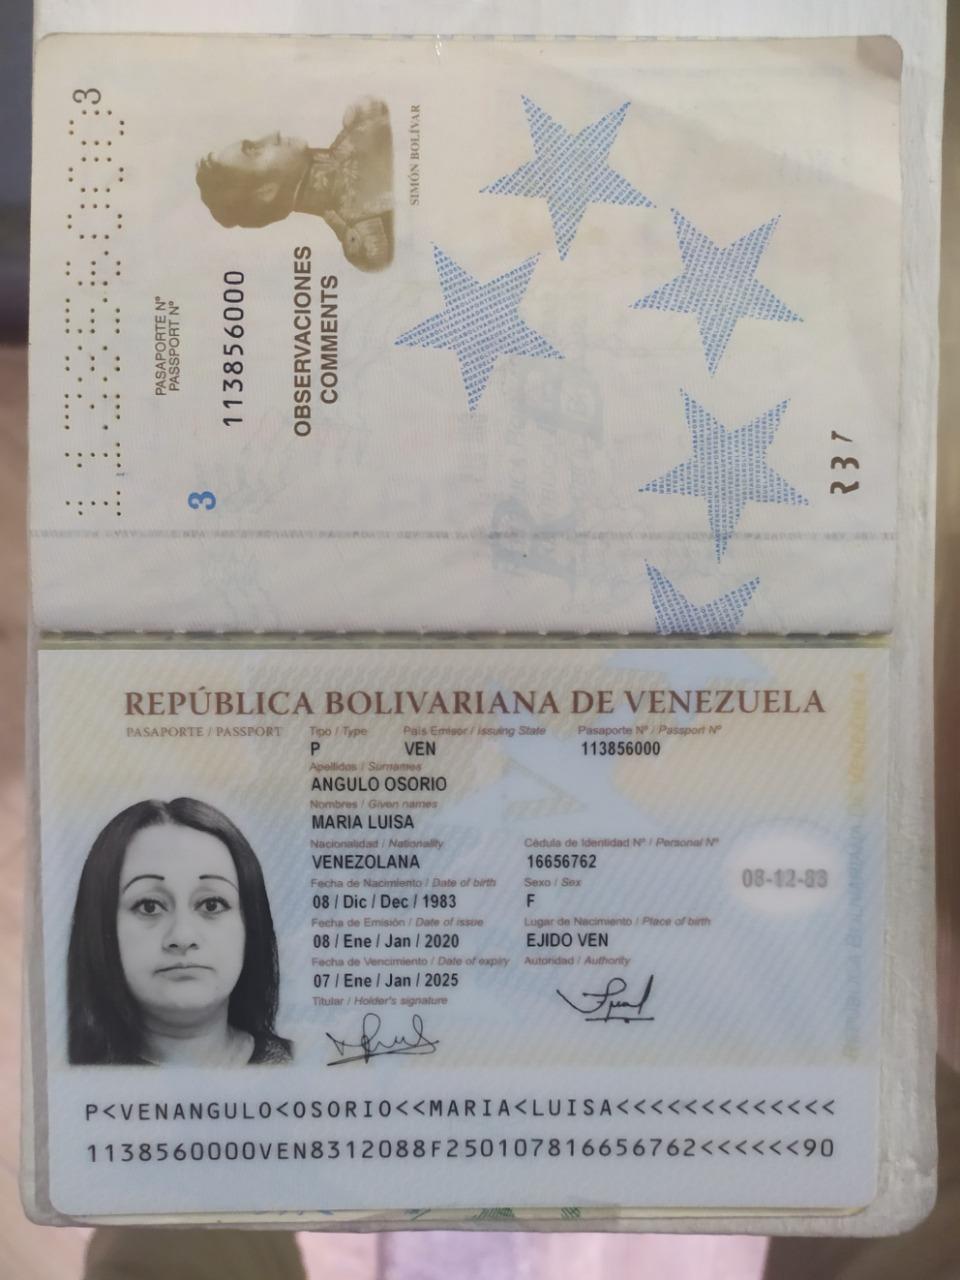 PASAPORTE Nº
PASSPORT Nº
113856000
3
OBSERVACIONES
COMMENTS
SIMÓN BOLÍVAR
REPÚBLICA BOLIVARIANA DE VENEZUELA
PASAPORTE / PASSPORT
Tipo / Type País Emisor / Issuing State Pasaporte Nº / Passport Nº
P VEN 113856000
Apellidos / Surnames
ANGULO OSORIO
Nombres / Given names
MARIA LUISA
Nacionalidad / Nationality Cédula de Identidad Nº / Personal Nº
VENEZOLANA 16656762
08-12-83
Fecha de Nacimiento / Date of birth Sexo / Sex
08 / Dic / Dec / 1983 F
Fecha de Emisión / Date of issue Lugar de Nacimiento / Place of birth
08 / Ene / Jan / 2020 EJIDO VEN
Fecha de Vencimiento / Date of expiry Autoridad / Authority
07 / Ene / Jan / 2025
Titular / Holder's signature
P<VENANGULO<OSORIO<<MARIA<LUISA<<<<<<<<<<<<<
1138560000VEN8312088F250107816656762<<<<<<90